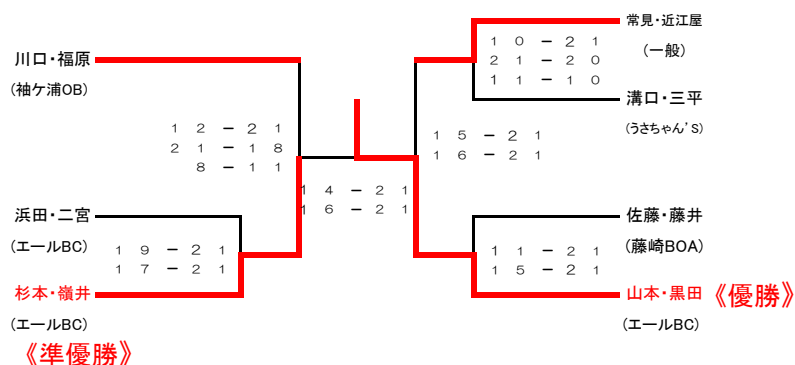 川口・福原
(袖ケ浦OB)
12-21
21-18
8-11
浜田・二宮
(エールBC)
19-21
17-21
杉本・嶺井
(エールBC)
《準優勝》
14-21
16-21
常見・近江屋
(一般)
10-21
21-20
11-10
溝口・三平
(うさちゃん'S)
15-21
16-21
佐藤・藤井
(藤崎BOA)
11-21
15-21
山本・黒田
《優勝》
(エールBC)